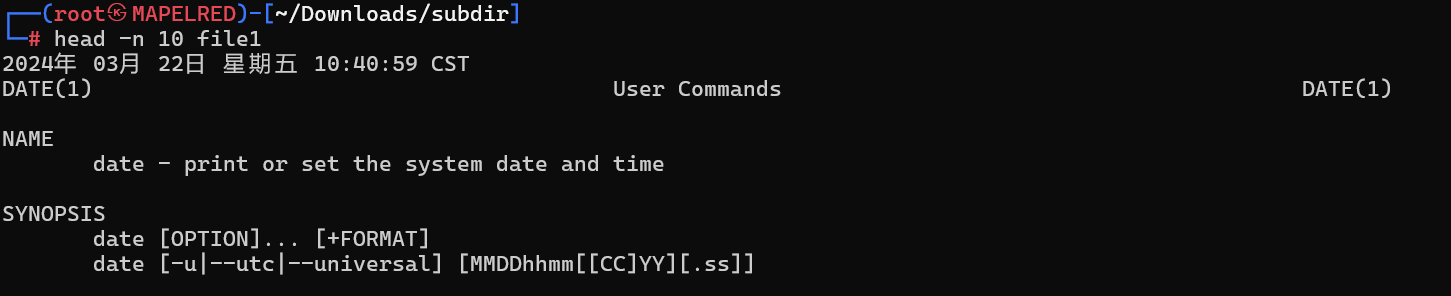 ┌──(root㉿MAPELRED)-[~/Downloads/subdir]
└─# head -n 10 file1
2024年 03月 22日 星期五 10:40:59 CST
DATE(1)                                        User Commands                                        DATE(1)
NAME
       date - print or set the system date and time
SYNOPSIS
       date [OPTION]... [+FORMAT]
       date [-u|--utc|--universal] [MMDDhhmm[[CC]YY][.ss]]